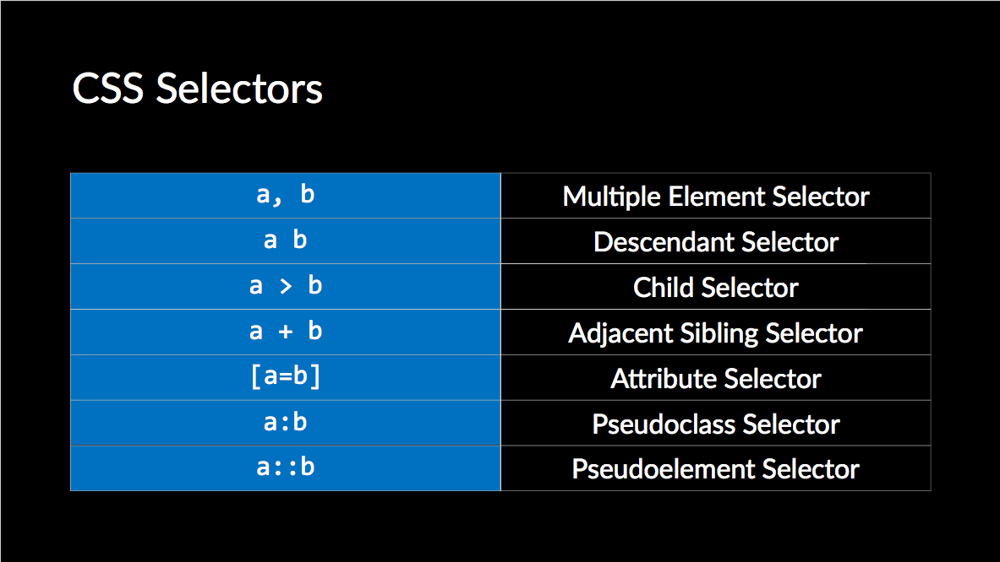 CSS Selectors
a, b Multiple Element Selector
a b Descendant Selector
a > b Child Selector
a + b Adjacent Sibling Selector
[a=b] Attribute Selector
a:b Pseudoclass Selector
a::b Pseudoelement Selector